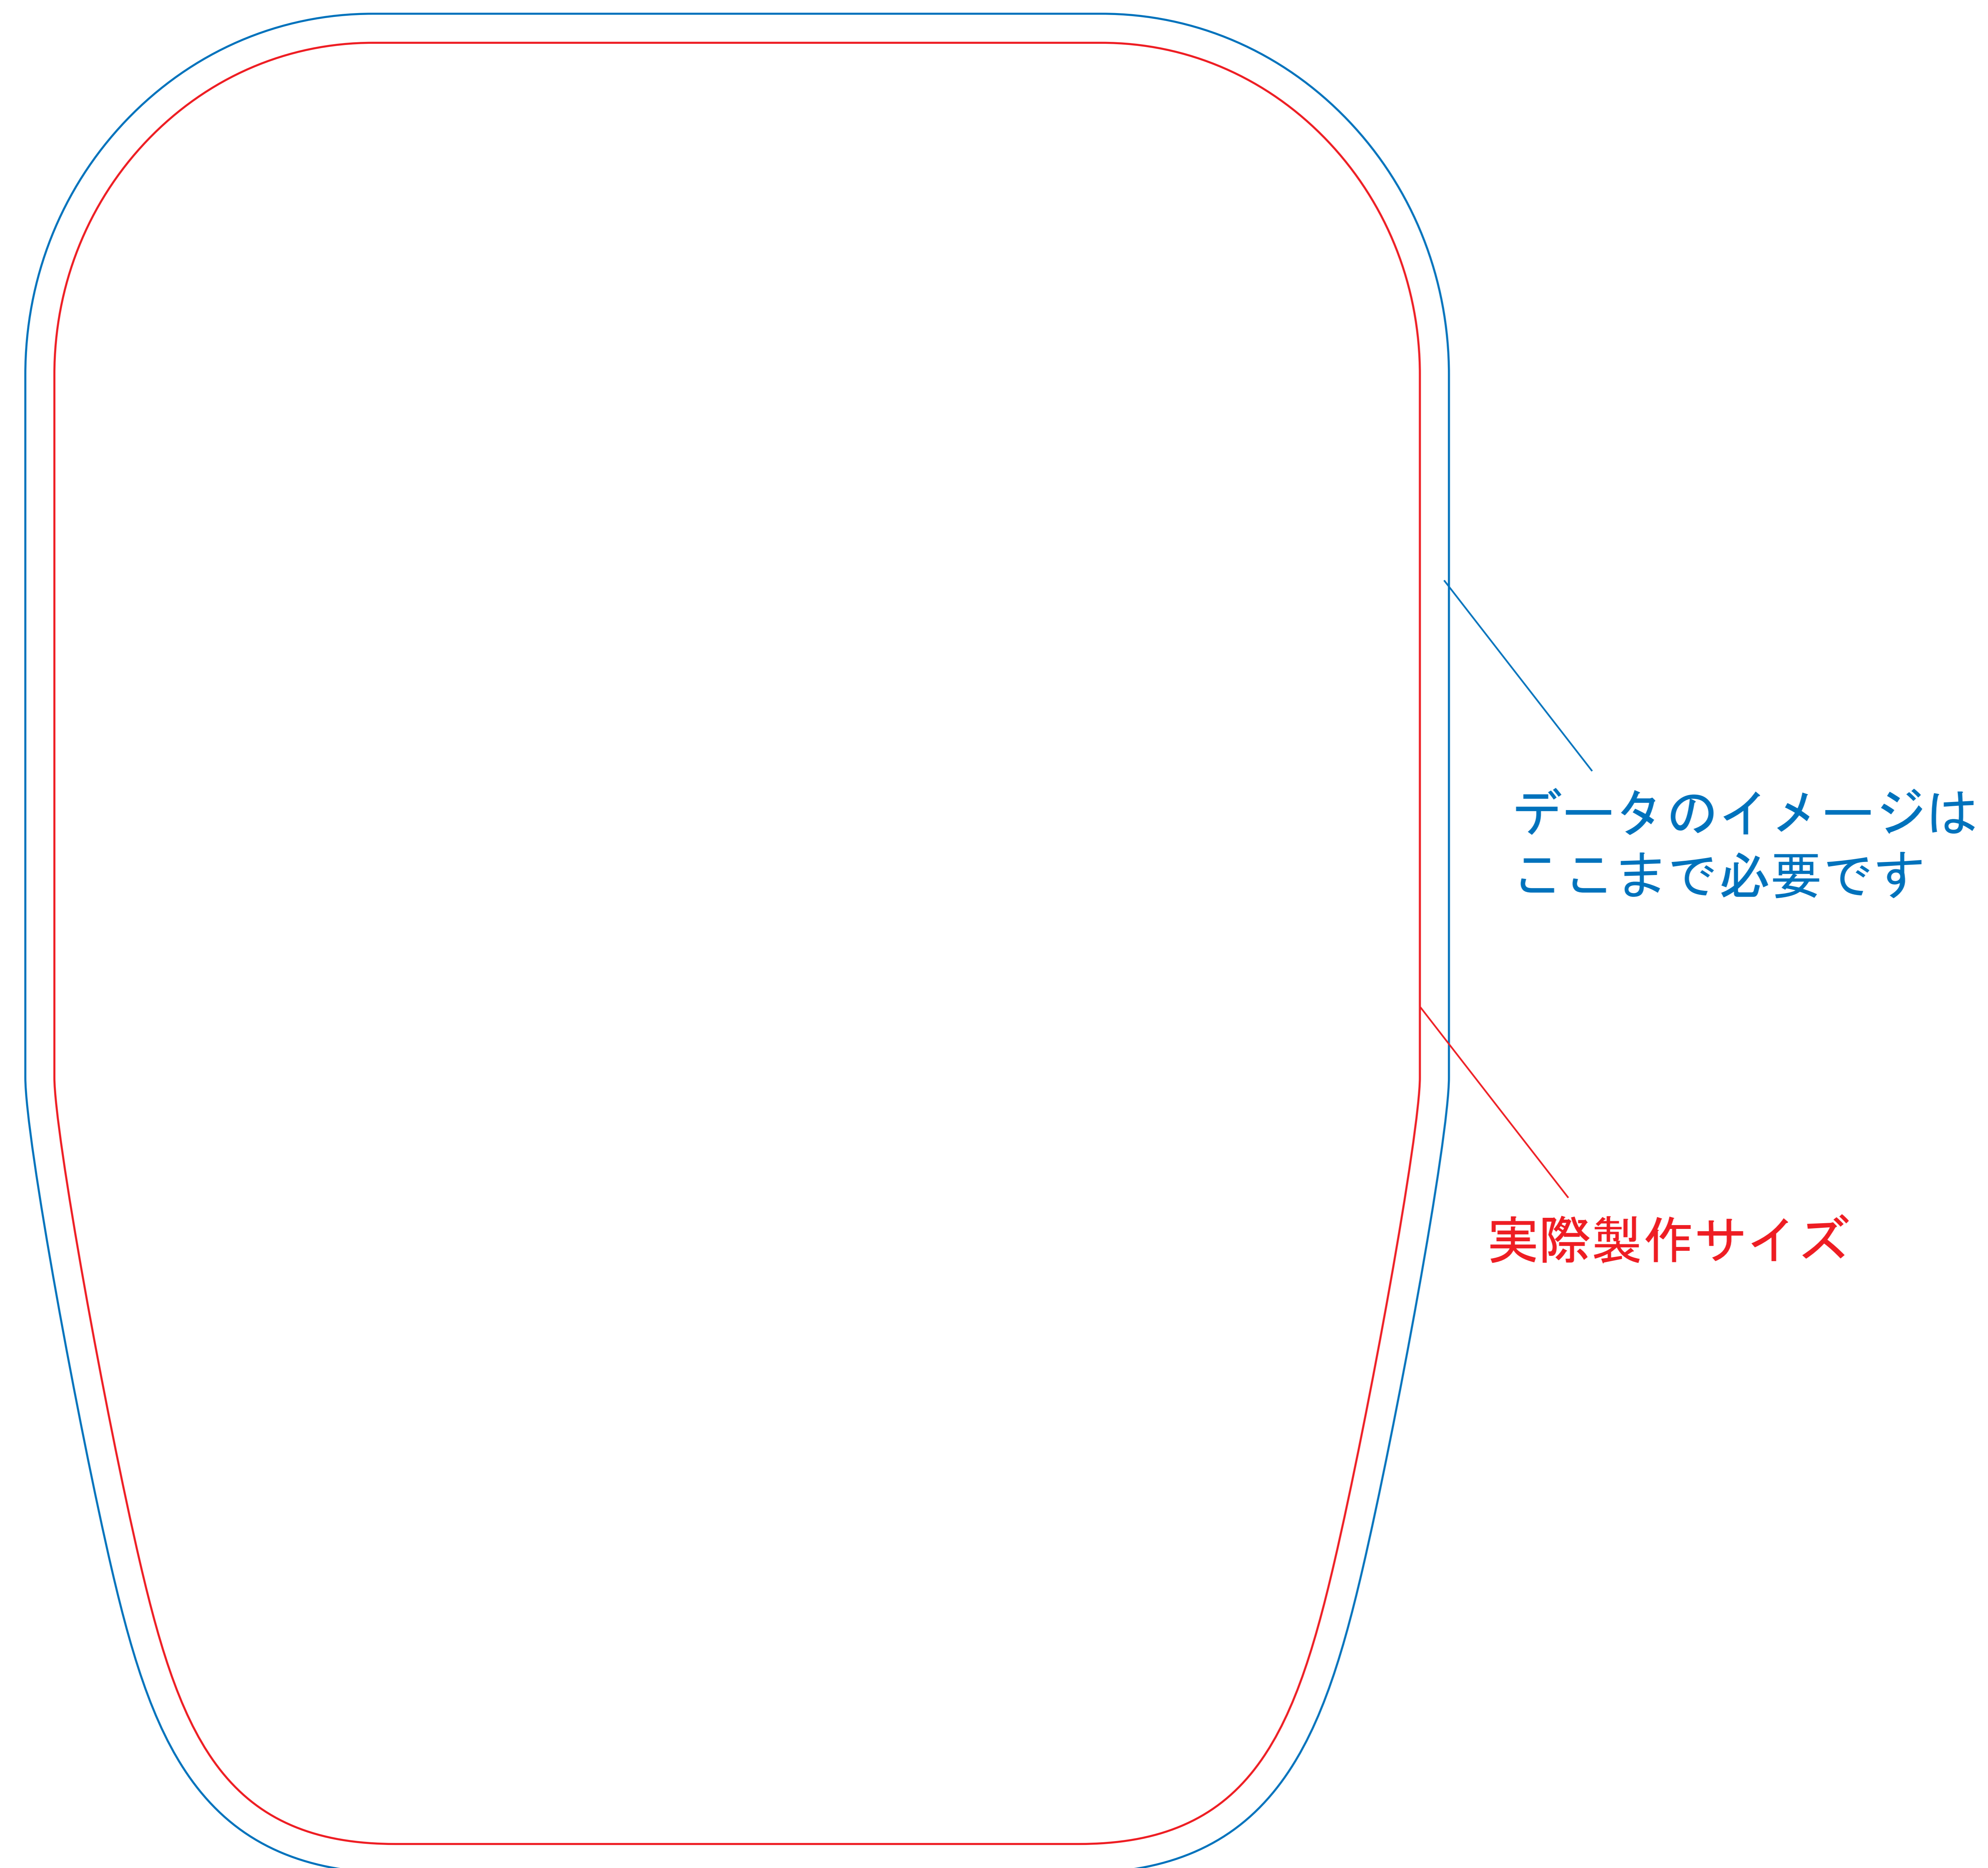 データのイメージは
ここまで必要です
実際製作サイズ